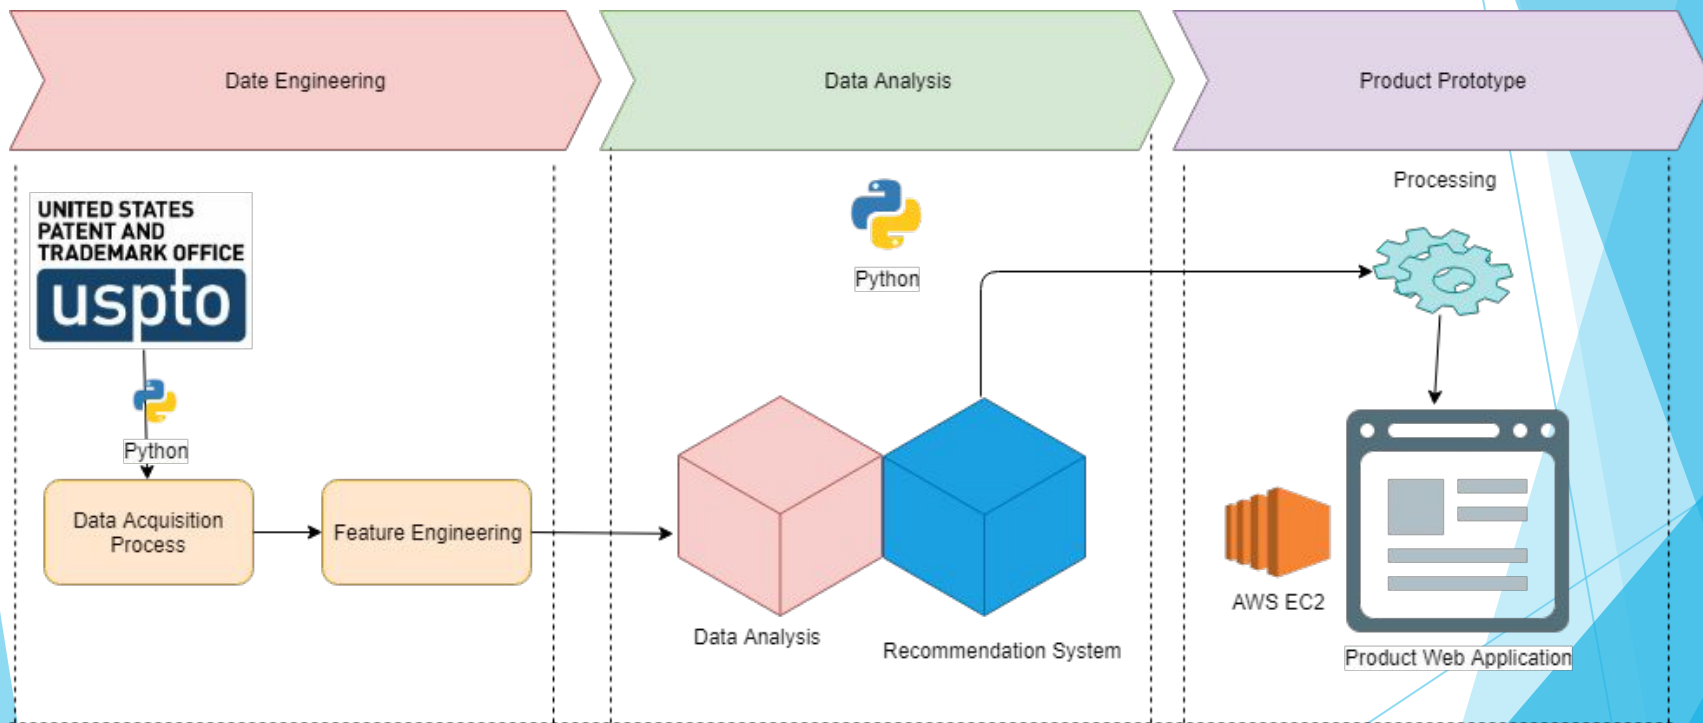 Date Engineering
Data Analysis
Product Prototype
UNITED STATES
PATENT AND
TRADEMARK OFFICE
uspto
Python
Data Acquisition
Process
Feature Engineering
Python
Data Analysis
Recommendation System
Processing
AWS EC2
Product Web Application